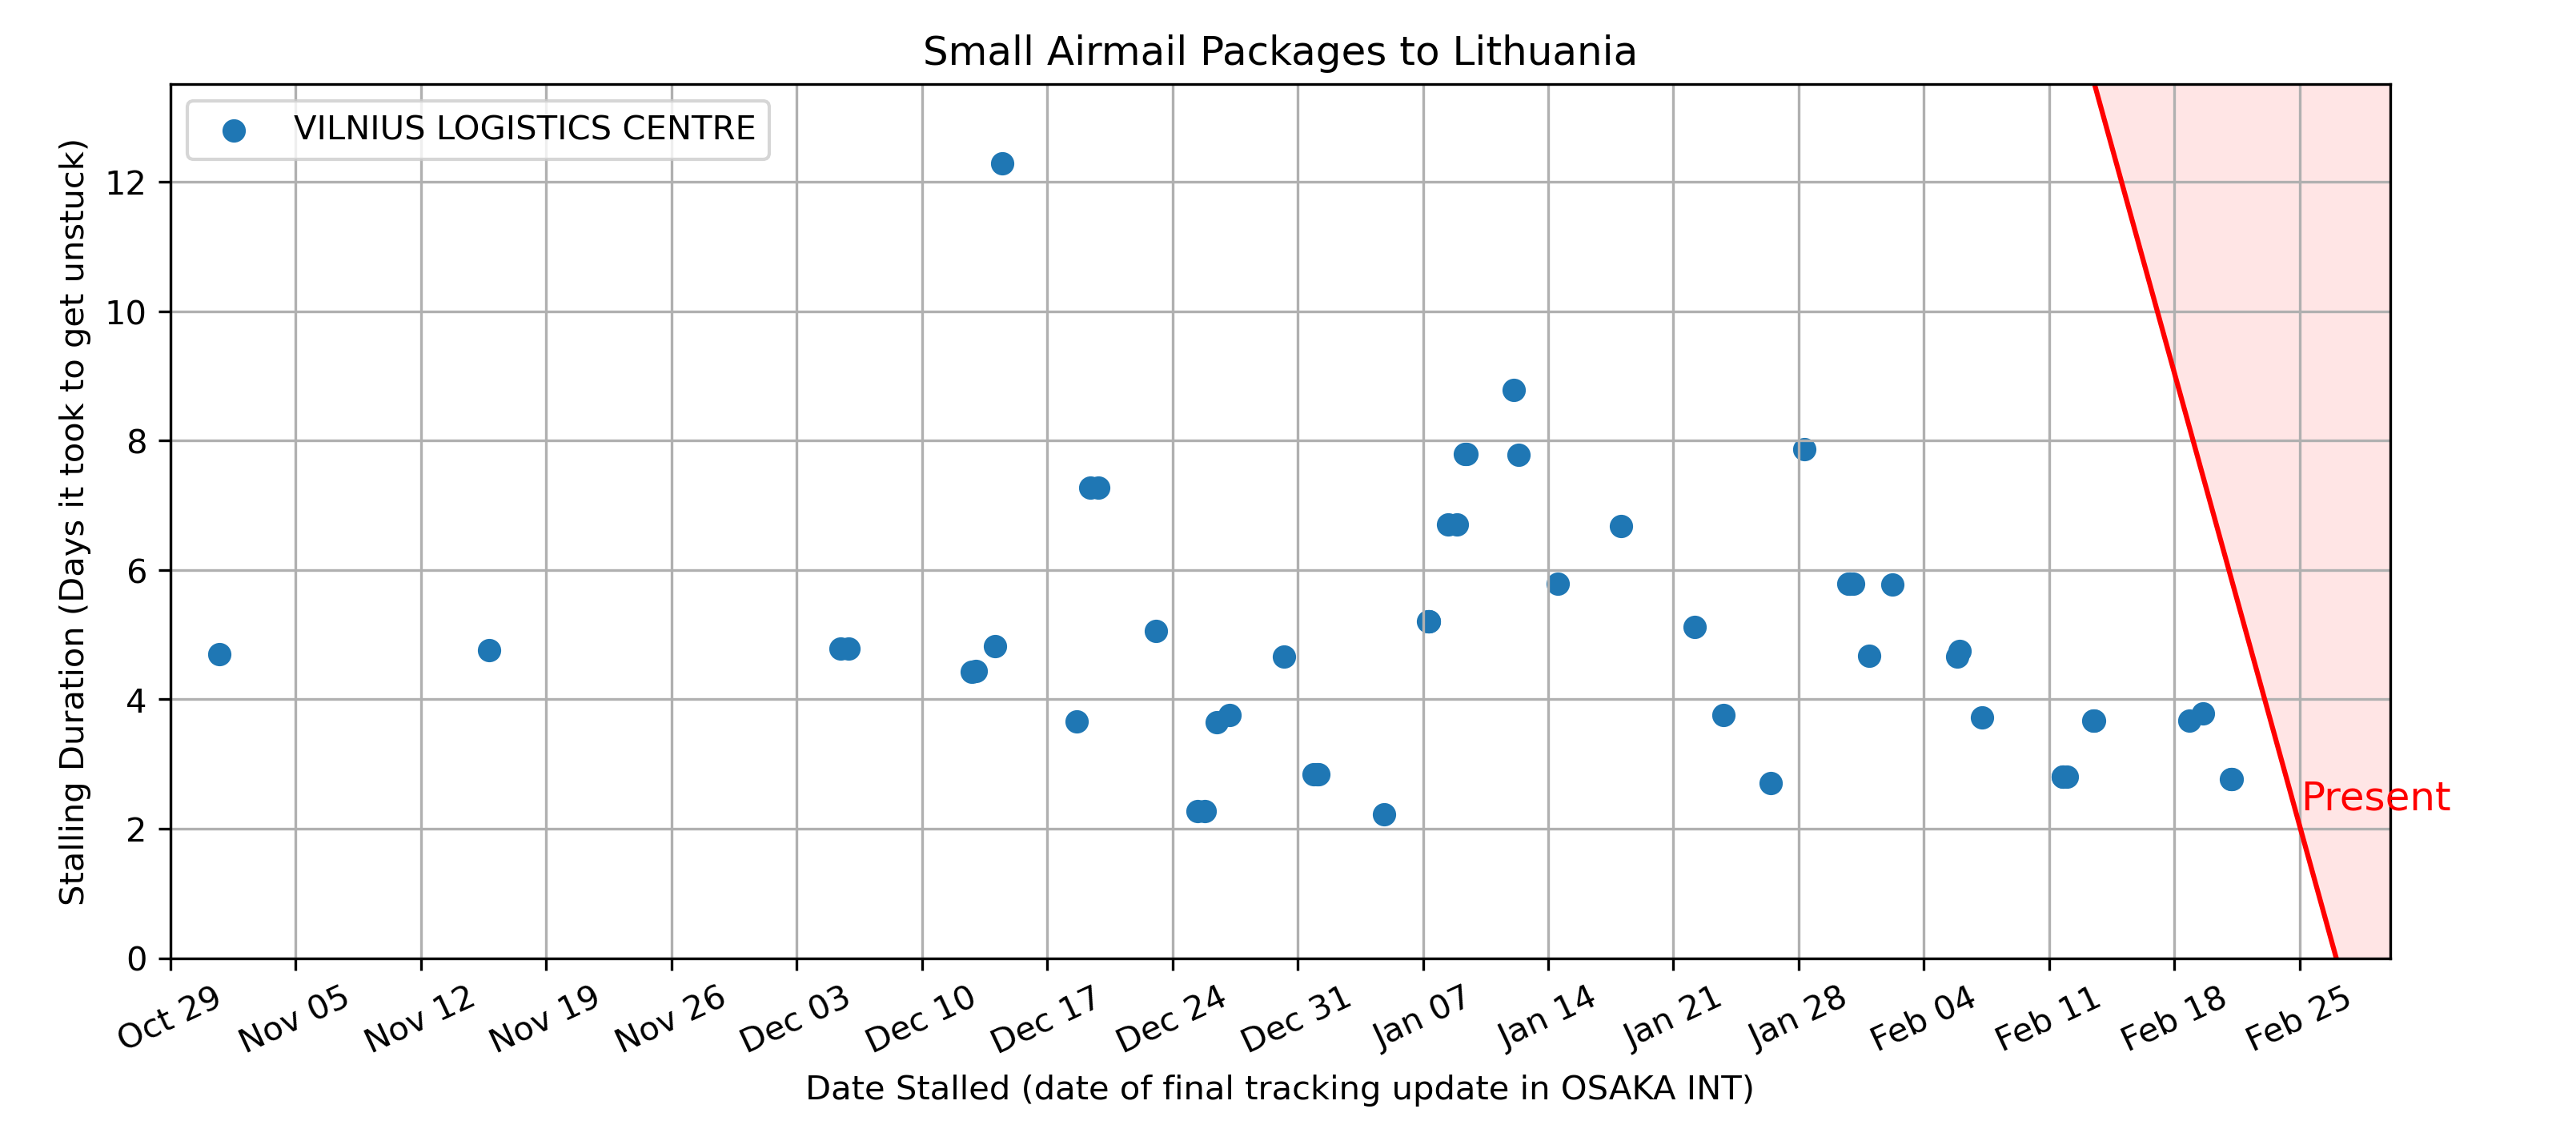 Small Airmail Packages to Lithuania
VILNIUS LOGISTICS CENTRE
Stalling Duration (Days it took to get unstuck)
12
10
8
6
4
2
0
Present
Oct 29
Nov 05
Nov 12
Nov 19
Nov 26
Dec 03
Dec 10
Dec 17
Dec 24
Dec 31
Jan 07
Jan 14
Jan 21
Jan 28
Feb 04
Feb 11
Feb 18
Feb 25
Date Stalled (date of final tracking update in OSAKA INT)